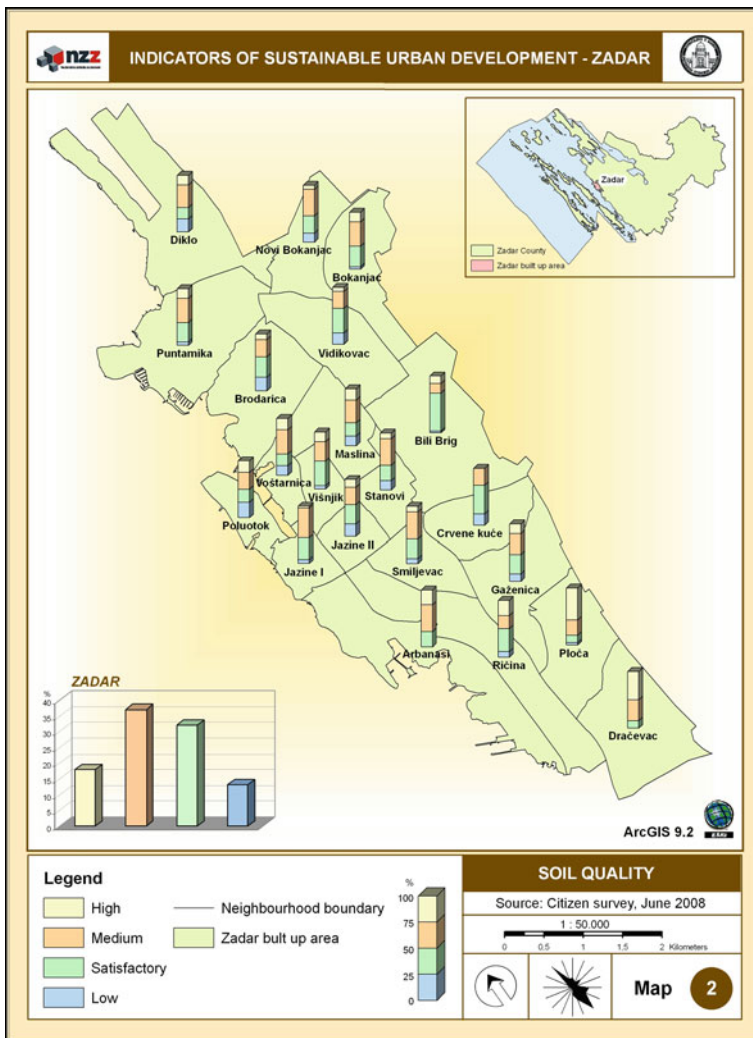 nzz
INDICATORS OF SUSTAINABLE URBAN DEVELOPMENT - ZADAR
Zadar
Zadar County
Zadar built up area
Diklo
Novi Bokanjac
Bokanjac
Puntamika
Vidikovac
Brodarica
Bili Brig
Maslina
Voštarnica
Višnjik
Stanovi
Poluotok
Jazine II
Crvene kuće
Jazine I
Smiljevac
Gaženica
Arbanasi
Ričina
Ploča
Dračevac
ZADAR
%
40
35
30
25
20
15
10
5
0
ArcGIS 9.2
ESRI
Legend
High
Medium
Satisfactory
Low
Neighbourhood boundary
Zadar bult up area
%
100
75
50
25
0
SOIL QUALITY
Source: Citizen survey, June 2008
1 : 50.000
0 0,5 1 1,5 2 Kilometers
Map 2